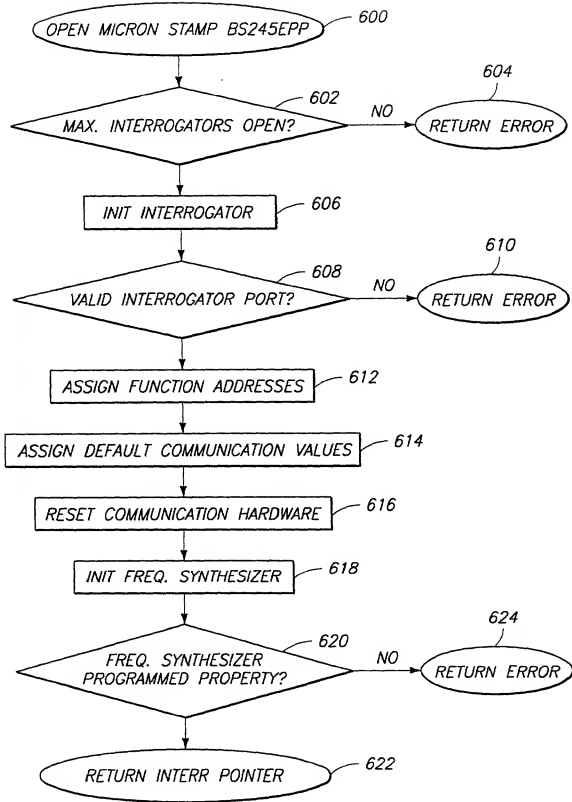 OPEN MICRON STAMP BS245EPP
600
602
MAX. INTERROGATORS OPEN?
NO
604
RETURN ERROR
INIT INTERROGATOR
606
608
VALID INTERROGATOR PORT?
NO
610
RETURN ERROR
ASSIGN FUNCTION ADDRESSES
612
ASSIGN DEFAULT COMMUNICATION VALUES
614
RESET COMMUNICATION HARDWARE
616
INIT FREQ. SYNTHESIZER
618
620
FREQ. SYNTHESIZER
PROGRAMMED PROPERTY?
NO
624
RETURN ERROR
RETURN INTERR POINTER
622